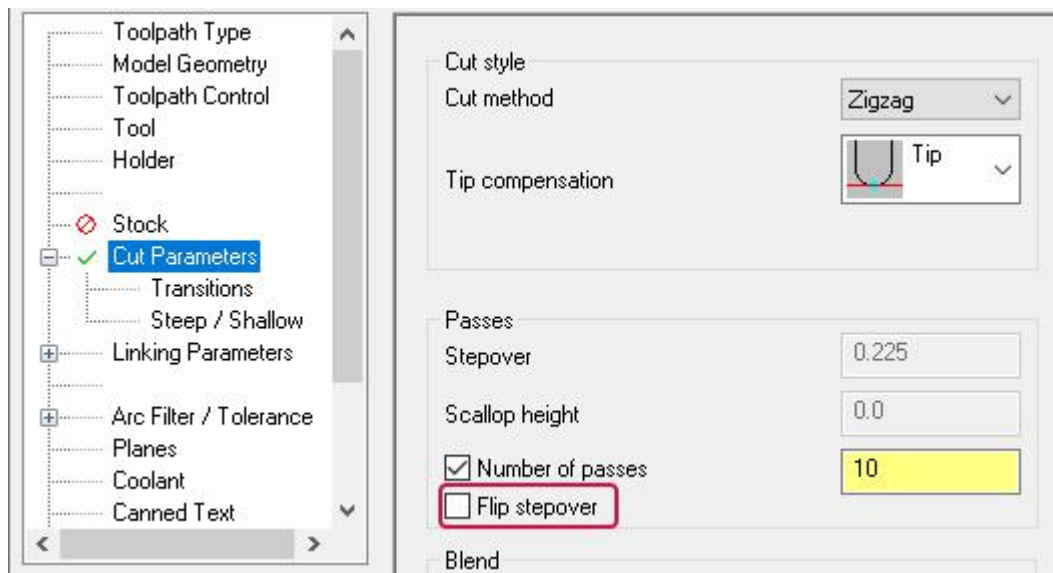 Toolpath Type
Model Geometry
Toolpath Control
Tool
Holder
Stock
Cut Parameters
Transitions
Steep / Shallow
Linking Parameters
Arc Filter / Tolerance
Planes
Coolant
Canned Text
Cut style
Cut method
Zigzag
Tip compensation
Tip
Passes
Stepover
0.225
Scallop height
0.0
Number of passes
10
Flip stepover
Blend